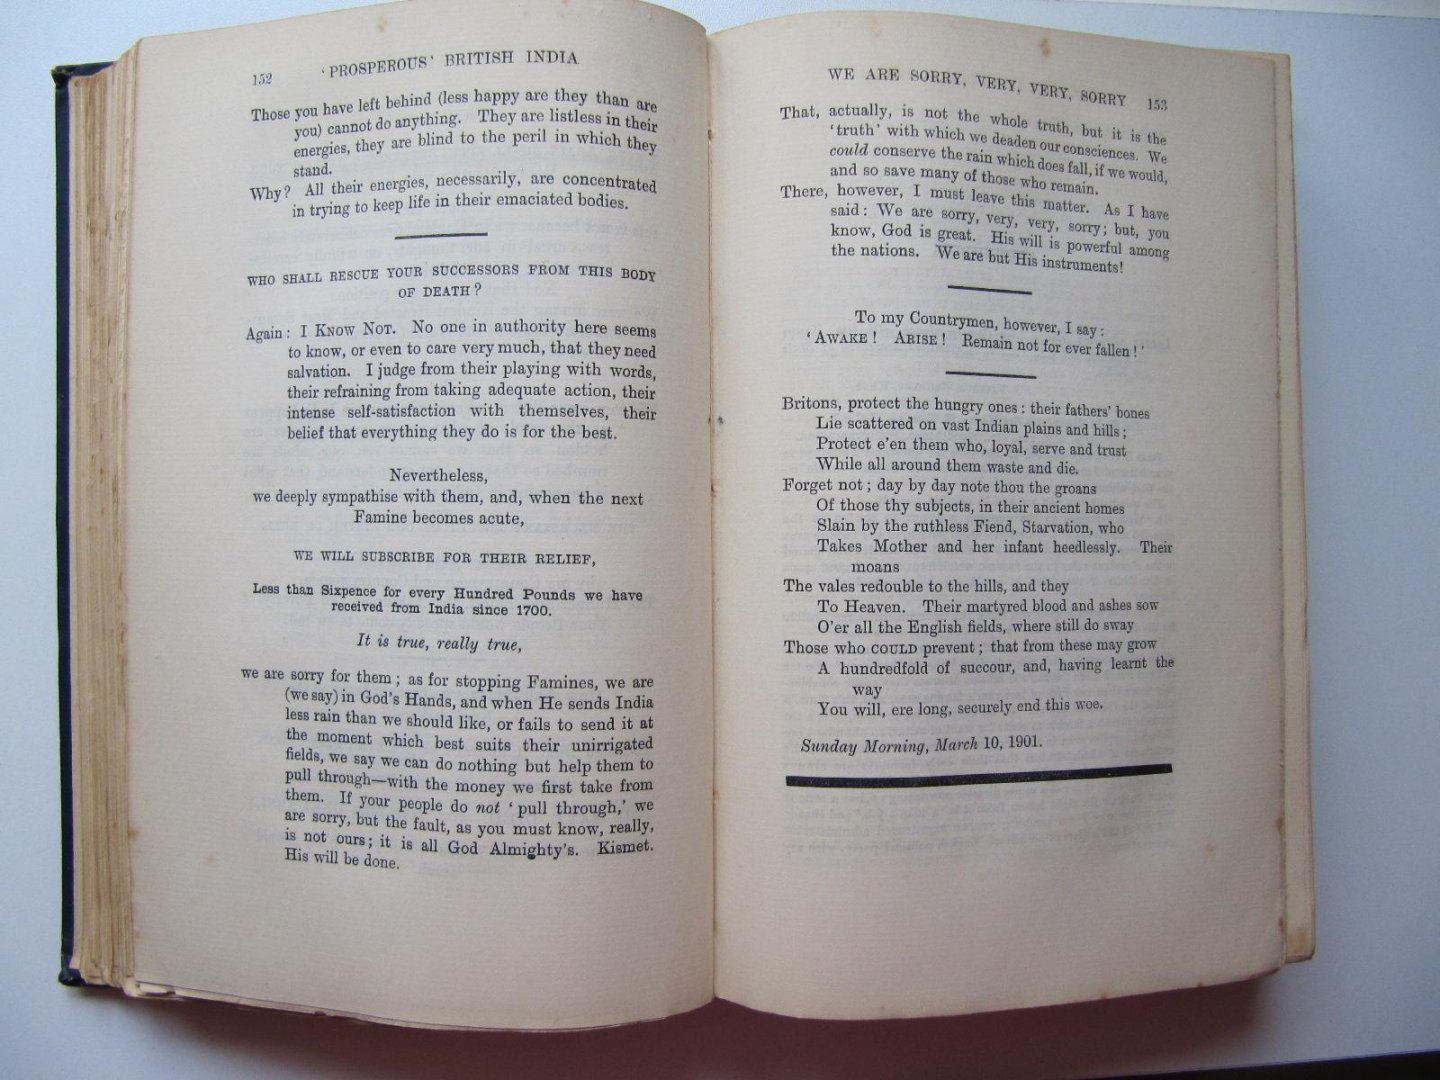 152 'PROSPEROUS' BRITISH INDIA
Those you have left behind (less happy are they than are
you) cannot do anything. They are listless in their
energies, they are blind to the peril in which they
stand.
Why? All their energies, necessarily, are concentrated
in trying to keep life in their emaciated bodies.
WHO SHALL RESCUE YOUR SUCCESSORS FROM THIS BODY
OF DEATH?
Again: I KNOW NOT. No one in authority here seems
to know, or even to care very much, that they need
salvation. I judge from their playing with words,
their refraining from taking adequate action, their
intense self-satisfaction with themselves, their
belief that everything they do is for the best.
Nevertheless,
we deeply sympathise with them, and, when the next
Famine becomes acute,
WE WILL SUBSCRIBE FOR THEIR RELIEF,
Less than Sixpence for every Hundred Pounds we have
received from India since 1700.
It is true, really true,
we are sorry for them; as for stopping Famines, we are
(we say) in God's Hands, and when He sends India
less rain than we should like, or fails to send it at
the moment which best suits their unirrigated
fields, we say we can do nothing but help them to
pull through—with the money we first take from
them. If your people do not 'pull through,' we
are sorry, but the fault, as you must know, really,
is not ours; it is all God Almighty's. Kismet.
His will be done.
WE ARE SORRY, VERY, VERY, SORRY 153
That, actually, is not the whole truth, but it is the
'truth' with which we deaden our consciences. We
could conserve the rain which does fall, if we would,
and so save many of those who remain.
There, however, I must leave this matter. As I have
said: We are sorry, very, very, sorry; but, you
know, God is great. His will is powerful among
the nations. We are but His instruments!
To my Countrymen, however, I say:
'AWAKE! ARISE! Remain not for ever fallen!'
Britons, protect the hungry ones: their fathers' bones
Lie scattered on vast Indian plains and hills;
Protect e'en them who, loyal, serve and trust
While all around them waste and die.
Forget not; day by day note thou the groans
Of those thy subjects, in their ancient homes
Slain by the ruthless Fiend, Starvation, who
Takes Mother and her infant heedlessly. Their
moans
The vales redouble to the hills, and they
To Heaven. Their martyred blood and ashes sow
O'er all the English fields, where still do sway
Those who COULD prevent; that from these may grow
A hundredfold of succour, and, having learnt the
way
You will, ere long, securely end this woe.
Sunday Morning, March 10, 1901.